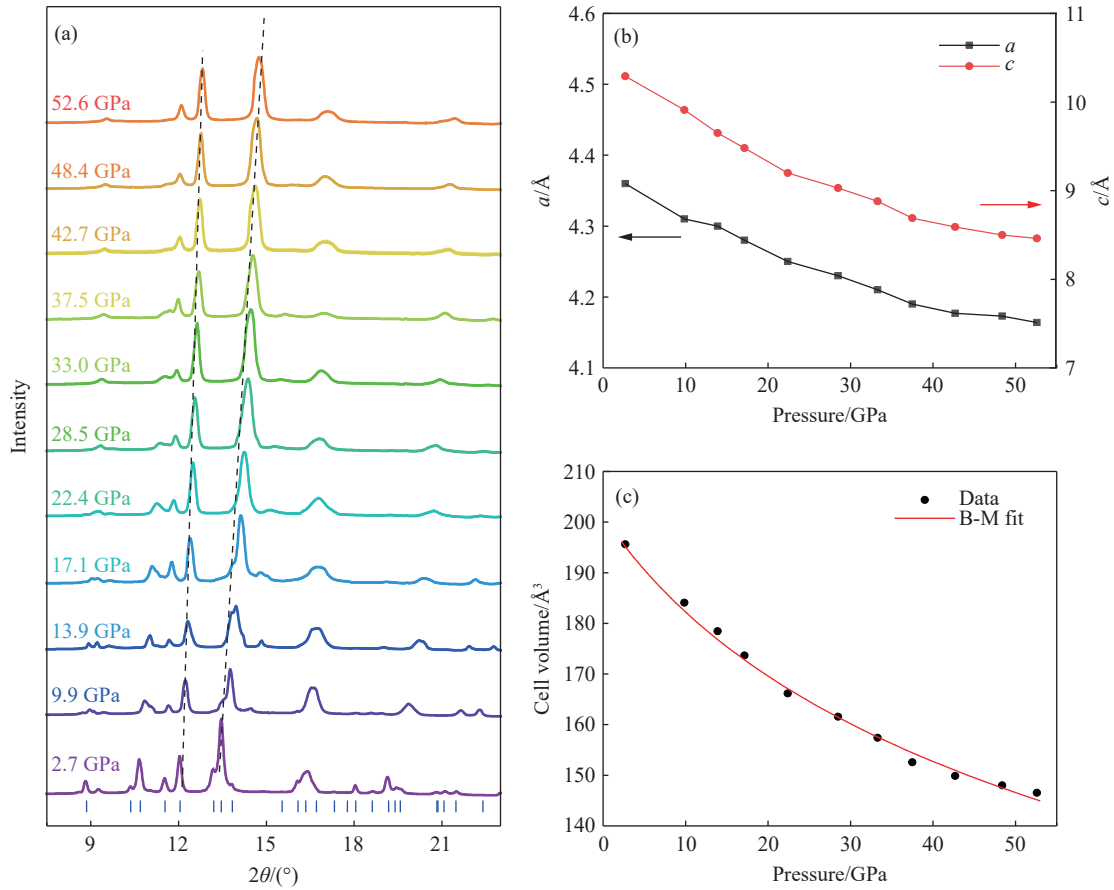 (a)
52.6 GPa
48.4 GPa
42.7 GPa
37.5 GPa
33.0 GPa
28.5 GPa
22.4 GPa
17.1 GPa
13.9 GPa
9.9 GPa
2.7 GPa
Intensity
9 12 15 18 21
2θ/(°)
(b)
a
c
4.6
4.5
4.4
4.3
4.2
4.1
a/Å
11
10
9
8
7
c/Å
0 10 20 30 40 50
Pressure/GPa
(c)
Data
B-M fit
210
200
190
180
170
160
150
140
Cell volume/Å³
0 10 20 30 40 50
Pressure/GPa